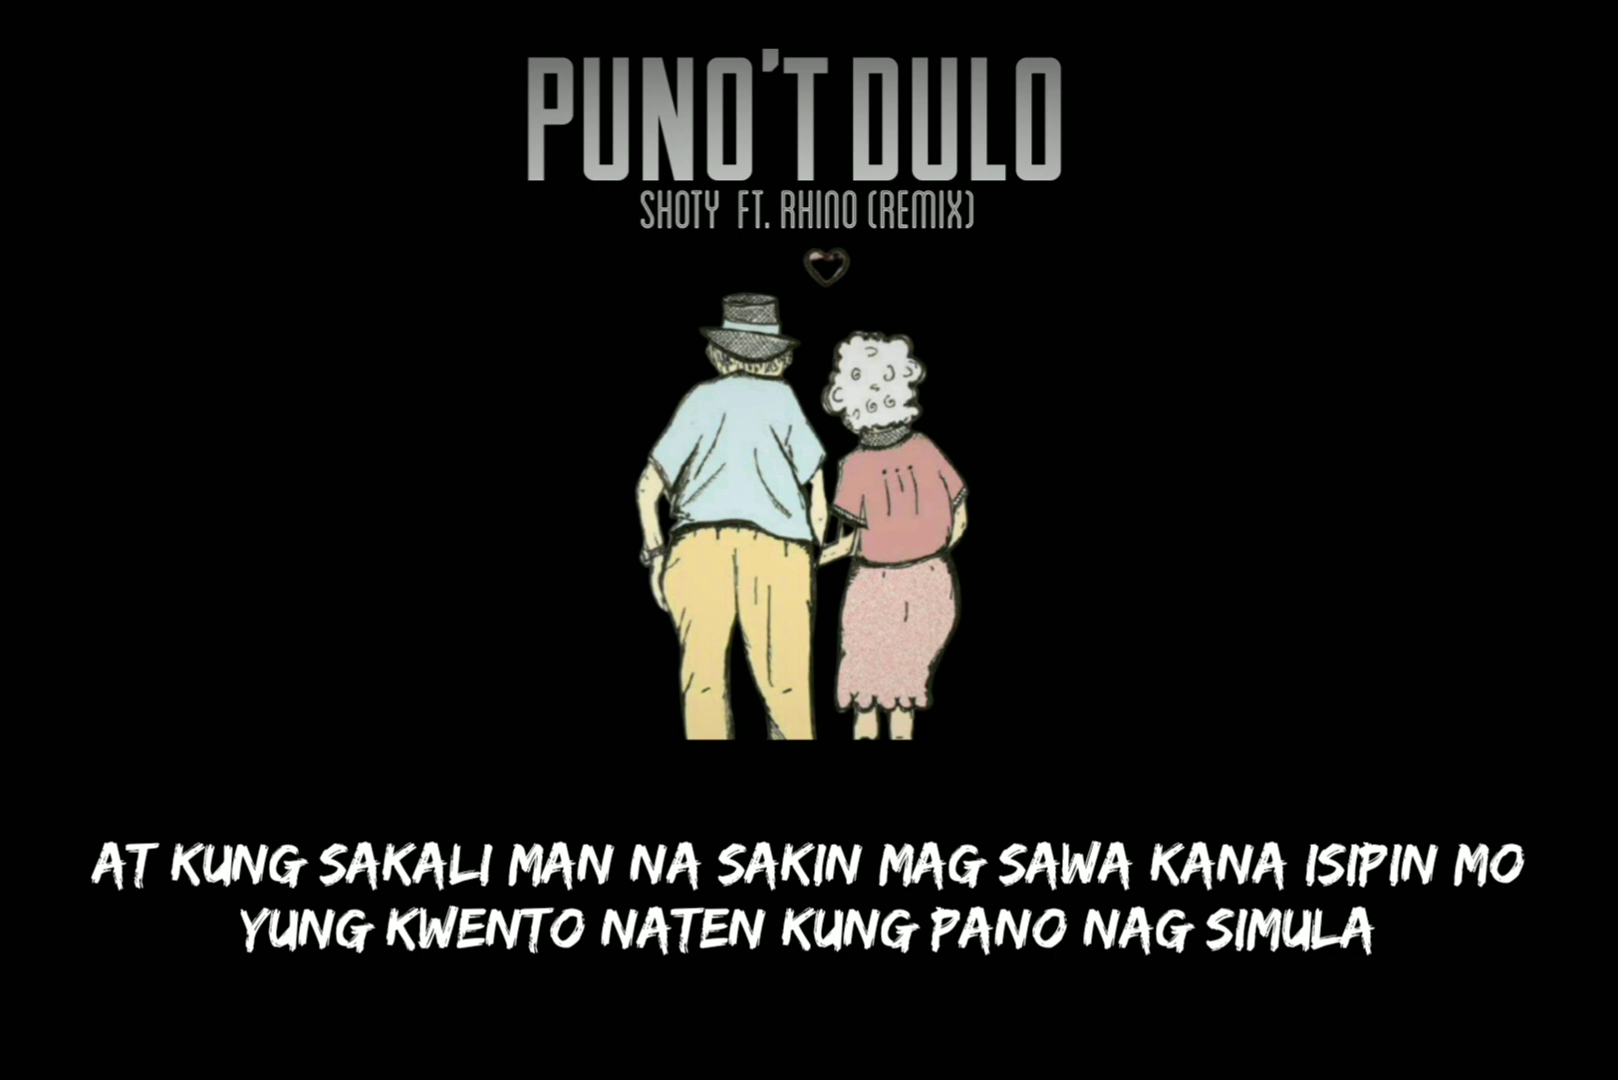 PUNO'T DULO
SHOTY FT. RHINO (REMIX)
AT KUNG SAKALI MAN NA SAKIN MAG SAWA KANA ISIPIN MO
YUNG KWENTO NATEN KUNG PANO NAG SIMULA